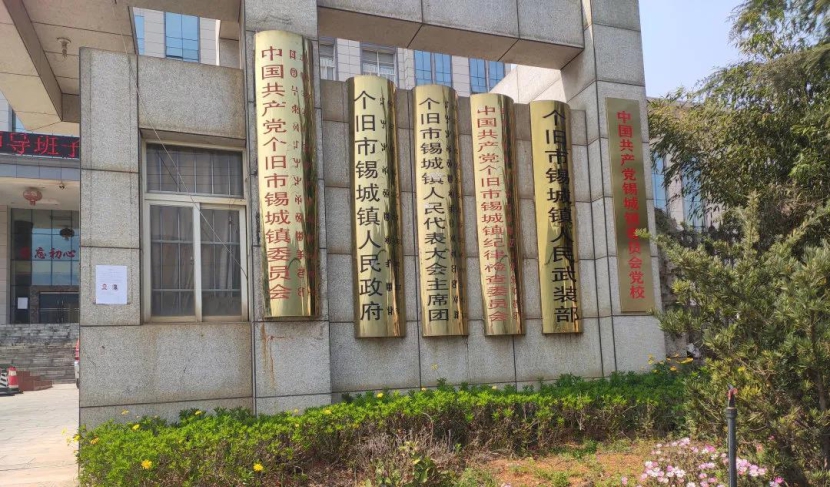 中国共产党个旧市锡城镇委员会
个旧市锡城镇人民政府
个旧市锡城镇人民代表大会主席团
中国共产党个旧市锡城镇纪律检查委员会
个旧市锡城镇人民武装部
中国共产党锡城镇委员会党校
导班子
忘初心